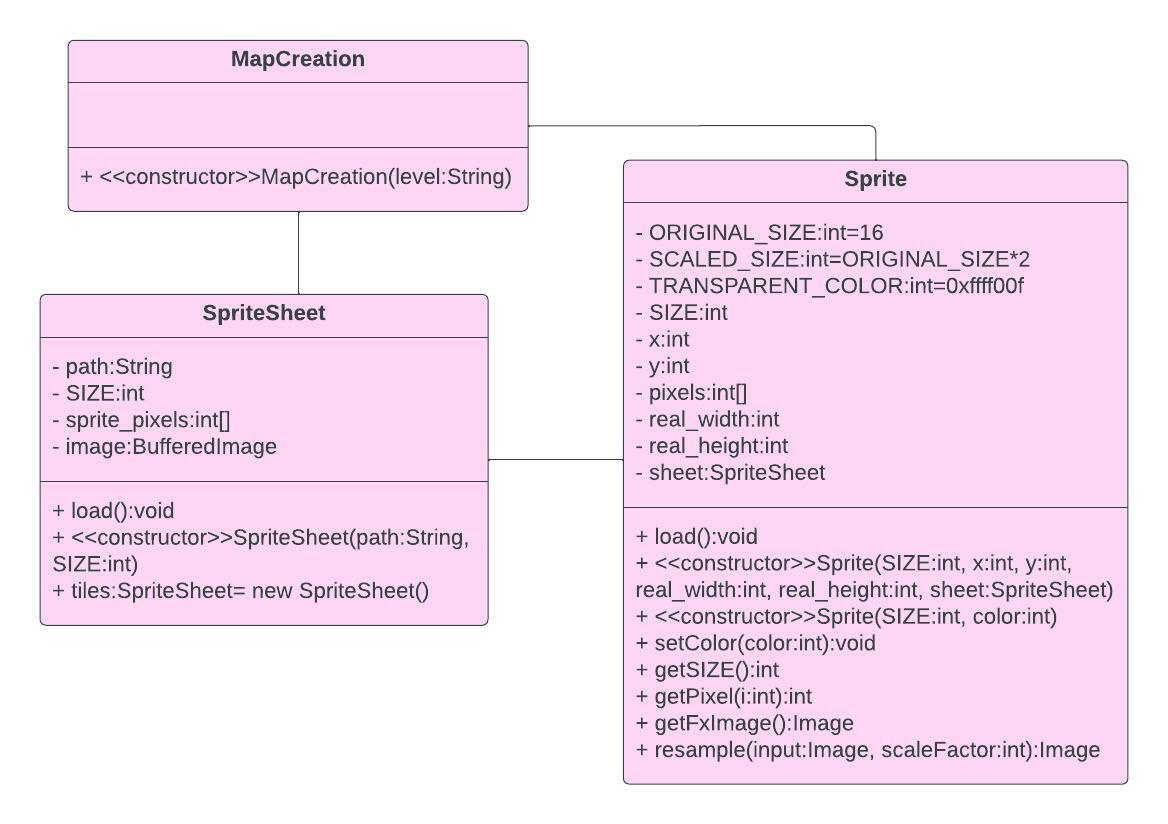 MapCreation
+ <<constructor>>MapCreation(level:String)
SpriteSheet
- path:String
- SIZE:int
- sprite_pixels:int[]
- image:BufferedImage
+ load():void
+ <<constructor>>SpriteSheet(path:String,
SIZE:int)
+ tiles:SpriteSheet= new SpriteSheet()
Sprite
- ORIGINAL_SIZE:int=16
- SCALED_SIZE:int=ORIGINAL_SIZE*2
- TRANSPARENT_COLOR:int=0xffff00f
- SIZE:int
- x:int
- y:int
- pixels:int[]
- real_width:int
- real_height:int
- sheet:SpriteSheet
+ load():void
+ <<constructor>>Sprite(SIZE:int, x:int, y:int,
real_width:int, real_height:int, sheet:SpriteSheet)
+ <<constructor>>Sprite(SIZE:int, color:int)
+ setColor(color:int):void
+ getSIZE():int
+ getPixel(i:int):int
+ getFxImage():Image
+ resample(input:Image, scaleFactor:int):Image